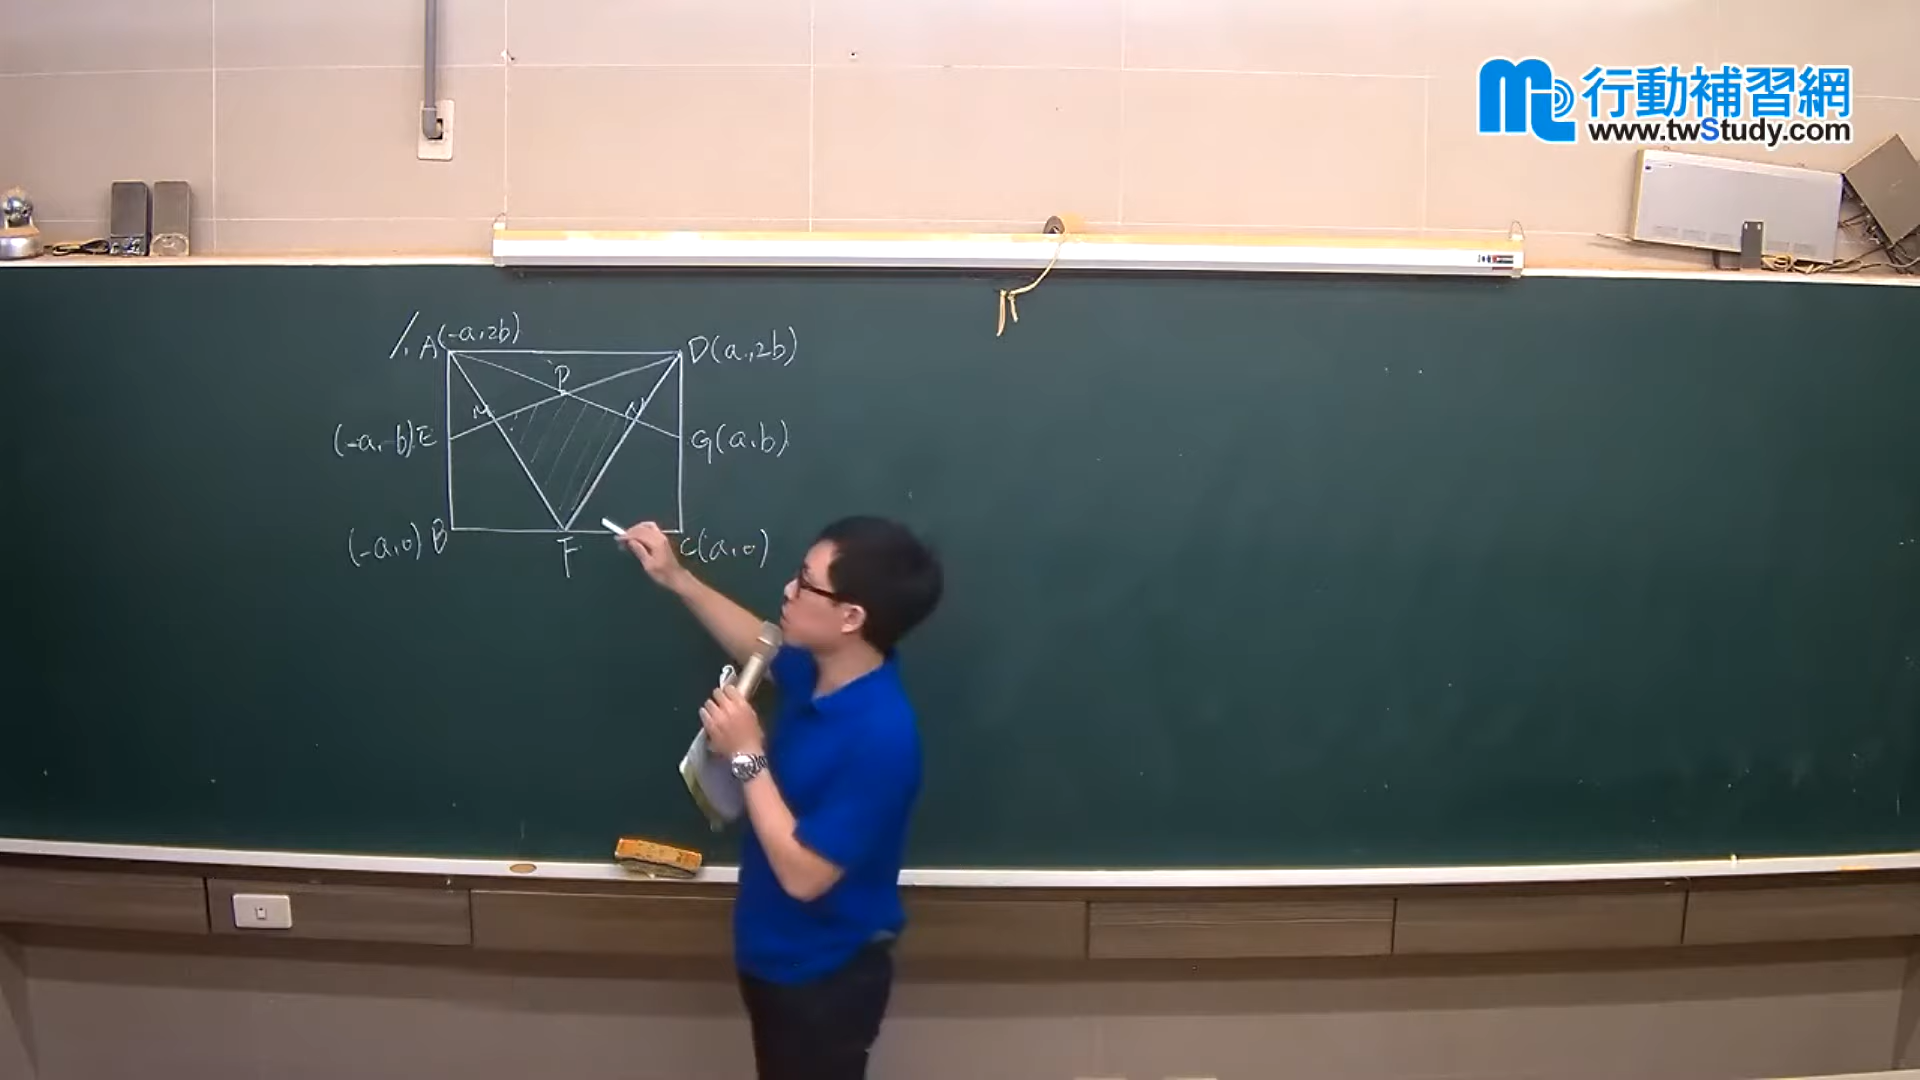 行動補習網
www.twStudy.com
1. A(-a,2b)
D(a,2b)
P
M
N
(-a,b) E
G(a,b)
(-a,0) B
F
C(a,0)